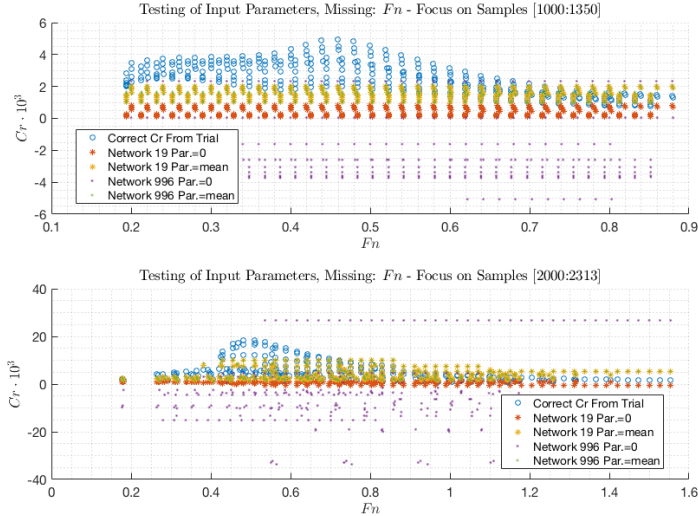 Testing of Input Parameters, Missing: Fn - Focus on Samples [1000:1350]
6
4
2
0
-2
-4
-6
Cr · 10³
Correct Cr From Trial
Network 19 Par.=0
Network 19 Par.=mean
Network 996 Par.=0
Network 996 Par.=mean
0.1 0.2 0.3 0.4 0.5 0.6 0.7 0.8 0.9
Fn
Testing of Input Parameters, Missing: Fn - Focus on Samples [2000:2313]
40
20
0
-20
-40
Cr · 10³
Correct Cr From Trial
Network 19 Par.=0
Network 19 Par.=mean
Network 996 Par.=0
Network 996 Par.=mean
0 0.2 0.4 0.6 0.8 1 1.2 1.4 1.6
Fn